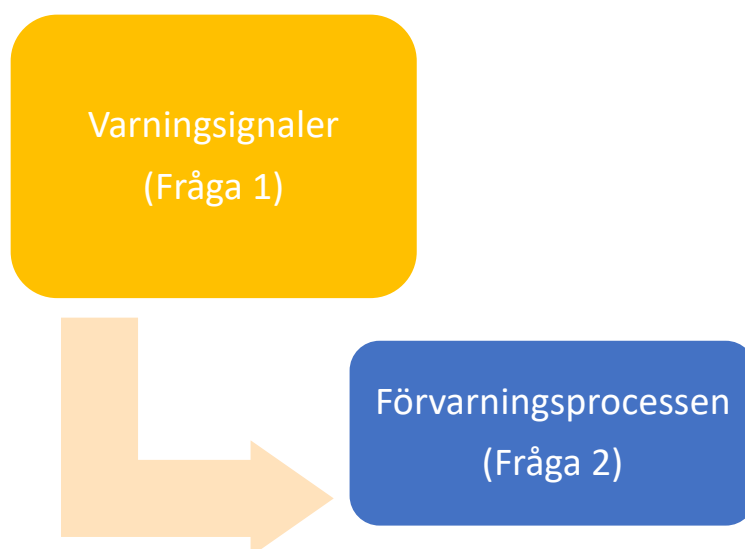 Varningsignaler
(Fråga 1)
Förvarningsprocessen
(Fråga 2)